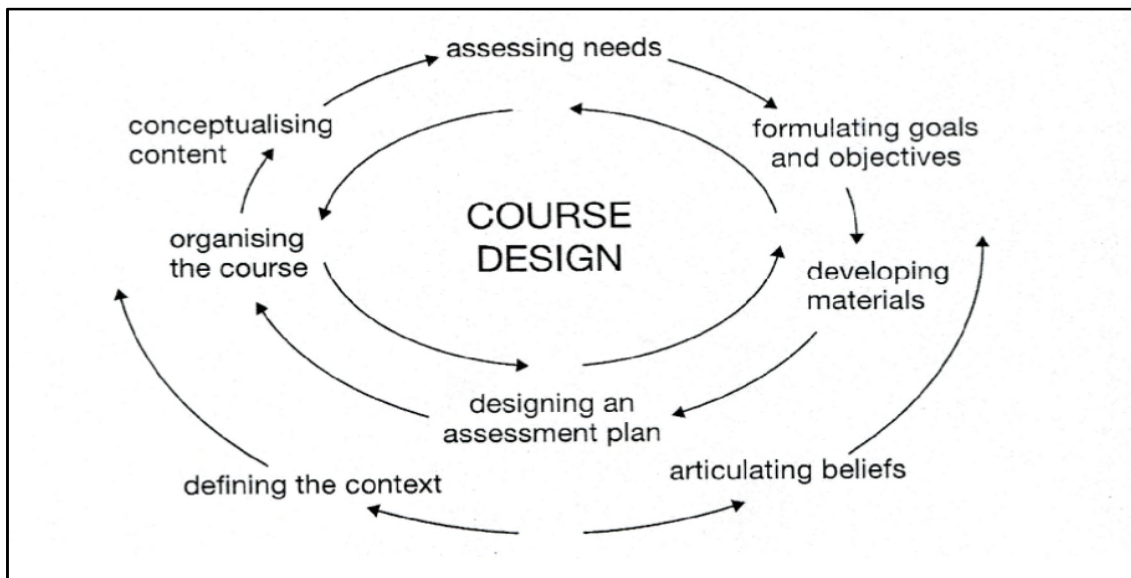 assessing needs
conceptualising
content
formulating goals
and objectives
COURSE
DESIGN
organising
the course
developing
materials
designing an
assessment plan
defining the context
articulating beliefs